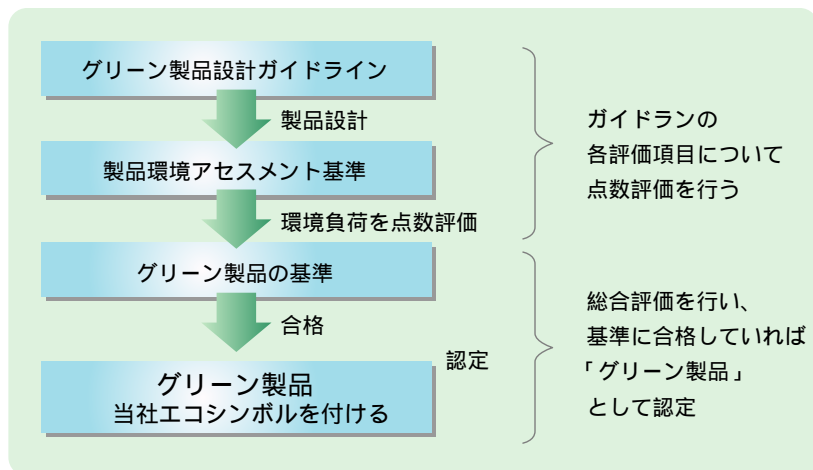 グリーン製品設計ガイドライン
製品設計
製品環境アセスメント基準
環境負荷を点数評価
グリーン製品の基準
合格
認定
グリーン製品
当社エコシンボルを付ける
ガイドランの
各評価項目について
点数評価を行う
総合評価を行い、
基準に合格していれば
「グリーン製品」
として認定